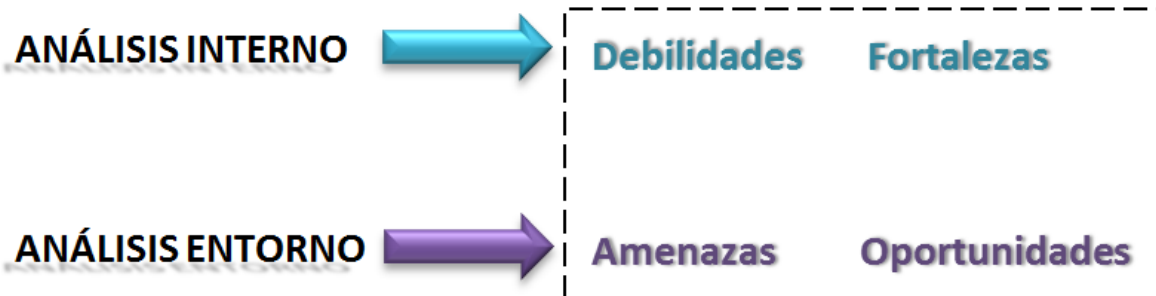 ANÁLISIS INTERNO Debilidades Fortalezas
ANÁLISIS ENTORNO Amenazas Oportunidades